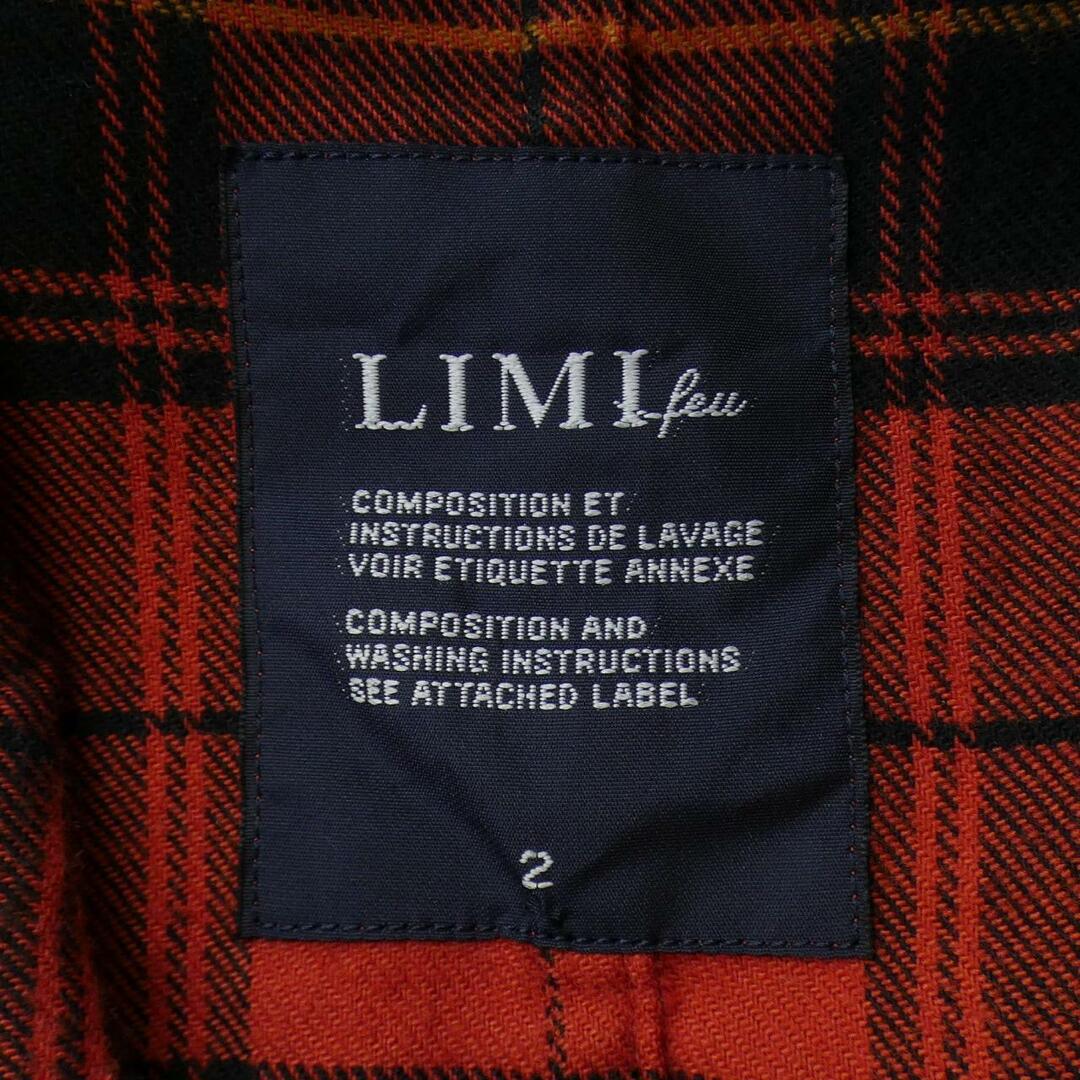 LIMI feu
COMPOSITION ET
INSTRUCTIONS DE LAVAGE
VOIR ETIQUETTE ANNEXE
COMPOSITION AND
WASHING INSTRUCTIONS
SEE ATTACHED LABEL
2